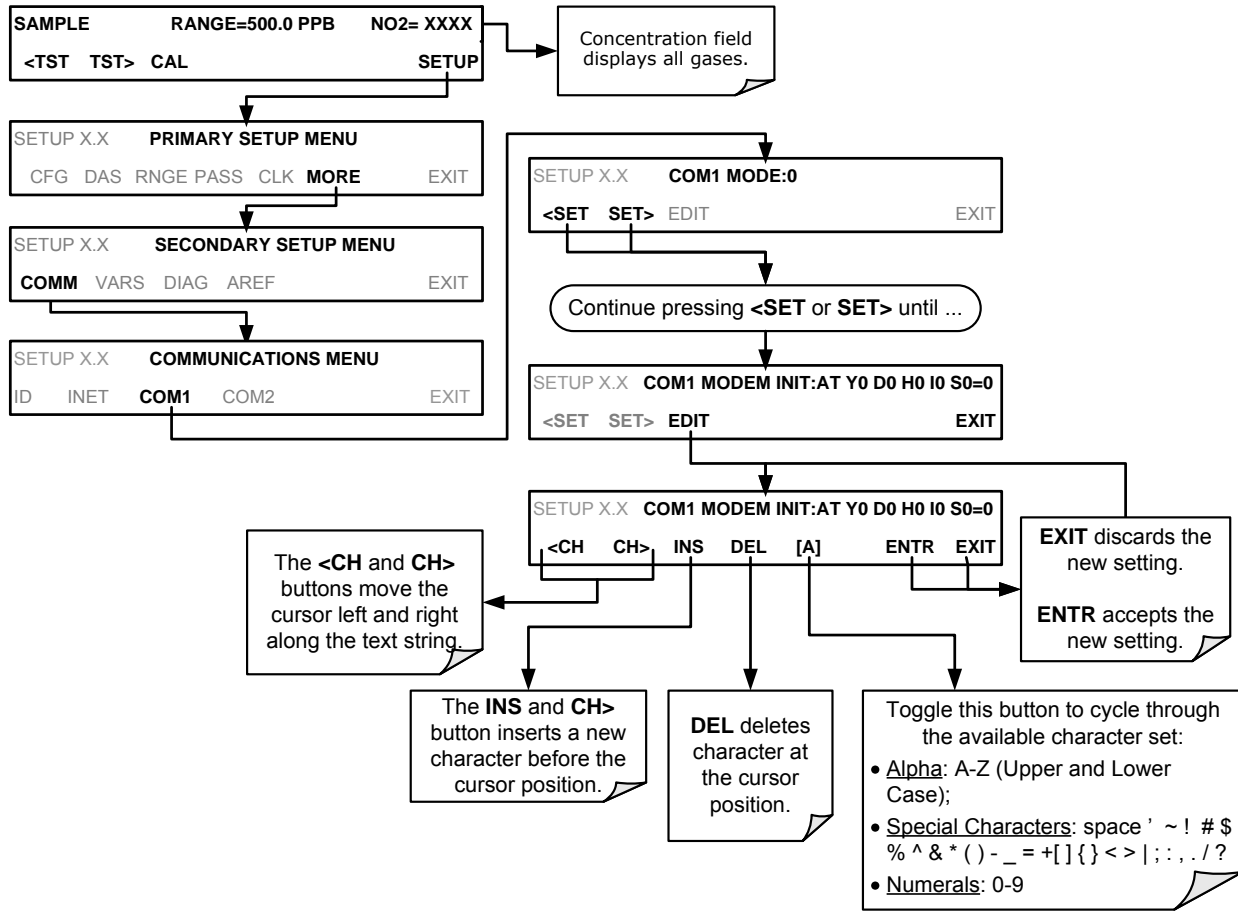 SAMPLE RANGE=500.0 PPB NO2= XXXX
<TST TST> CAL SETUP
Concentration field
displays all gases.
SETUP X.X PRIMARY SETUP MENU
CFG DAS RNGE PASS CLK MORE EXIT
SETUP X.X SECONDARY SETUP MENU
COMM VARS DIAG AREF EXIT
SETUP X.X COMMUNICATIONS MENU
ID INET COM1 COM2 EXIT
SETUP X.X COM1 MODE:0
<SET SET> EDIT EXIT
Continue pressing <SET or SET> until ...
SETUP X.X COM1 MODEM INIT:AT Y0 D0 H0 I0 S0=0
<SET SET> EDIT EXIT
SETUP X.X COM1 MODEM INIT:AT Y0 D0 H0 I0 S0=0
<CH CH> INS DEL [A] ENTR EXIT
EXIT discards the
new setting.
ENTR accepts the
new setting.
The <CH and CH>
buttons move the
cursor left and right
along the text string.
The INS and CH>
button inserts a new
character before the
cursor position.
DEL deletes
character at
the cursor
position.
Toggle this button to cycle through
the available character set:
• Alpha: A-Z (Upper and Lower
Case);
• Special Characters: space ' ~ ! # $
% ^ & * ( ) - _ = +[ ] { } < > | ; : , . / ?
• Numerals: 0-9